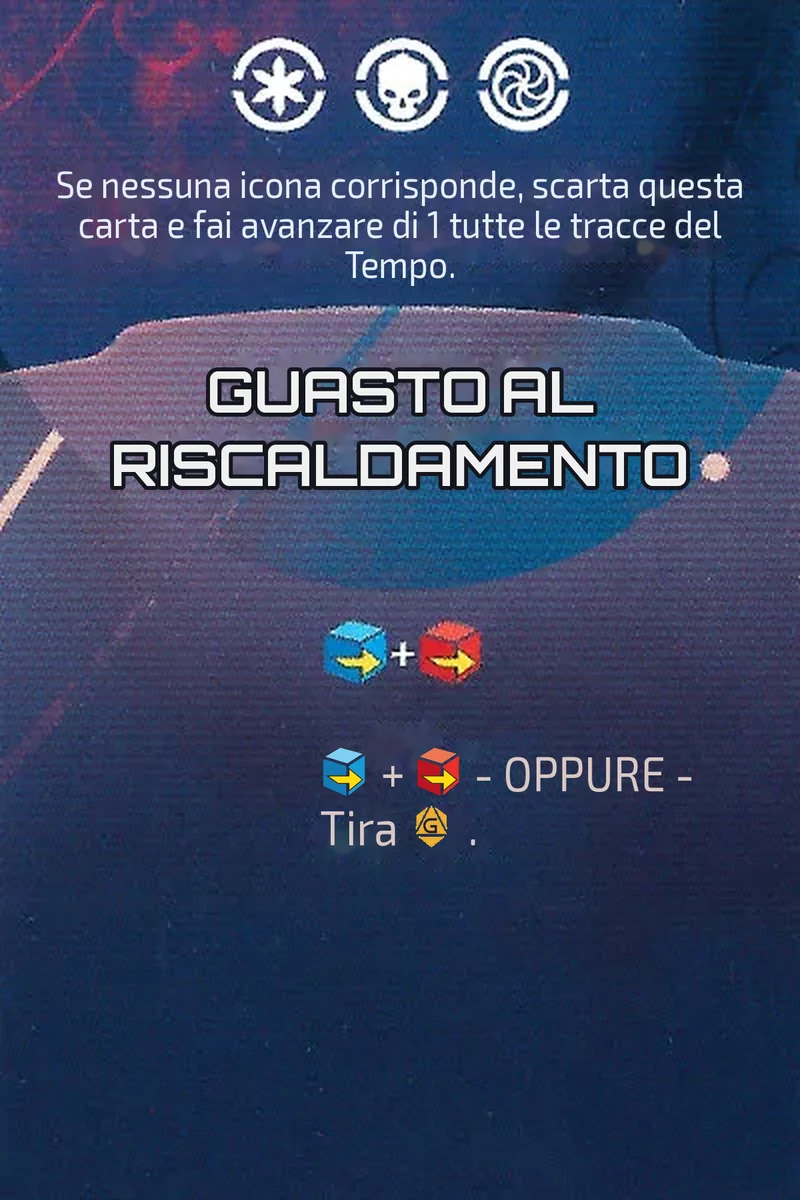 Se nessuna icona corrisponde, scarta questa
carta e fai avanzare di 1 tutte le tracce del
Tempo.
GUASTO AL
RISCALDAMENTO
+
+ - OPPURE -
Tira G .